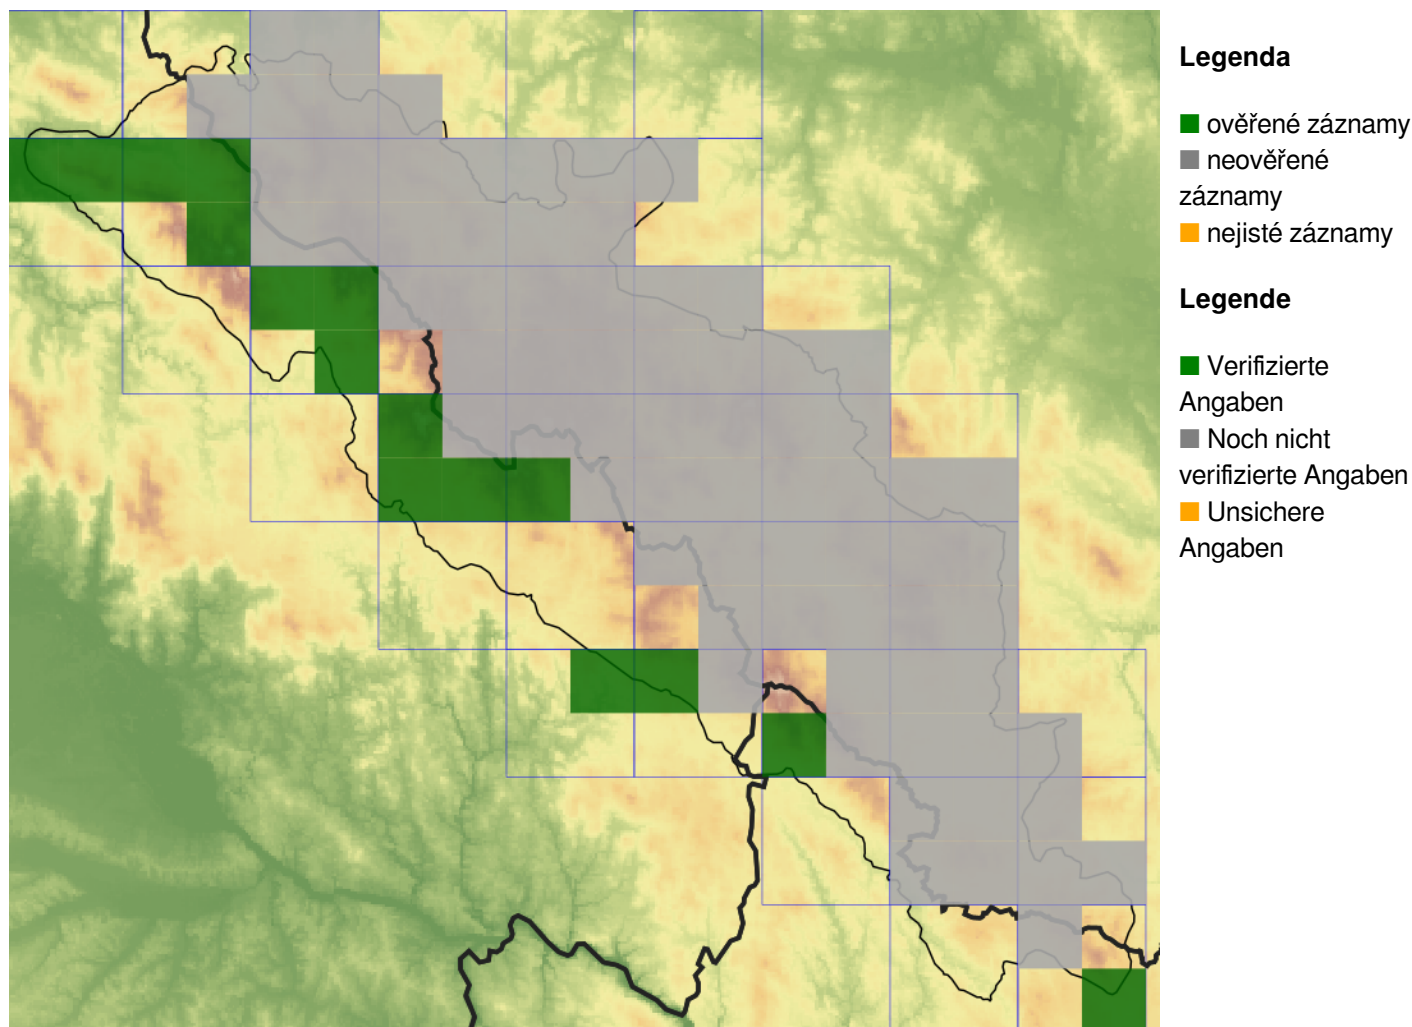 Legenda
ověřené záznamy
neověřené
záznamy
nejisté záznamy
Legende
Verifizierte
Angaben
Noch nicht
verifizierte Angaben
Unsichere
Angaben